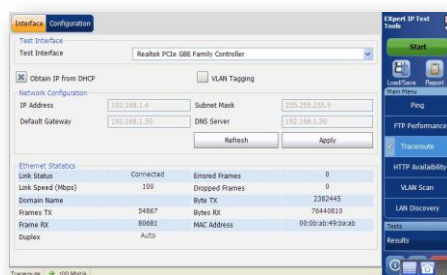 Interface Configuration
Test Interface
Test Interface Realtek PCIe GBE Family Controller
Obtain IP from DHCP VLAN Tagging
Network Configuration
IP Address 192.168.1.4 Subnet Mask 255.255.255.0
Default Gateway 192.168.1.50 DNS Server 192.168.1.50
Refresh Apply
Ethernet Statistics
Link Status Connected Errored Frames 0
Link Speed (Mbps) 100 Dropped Frames 0
Domain Name Byte TX 2382445
Frames TX 54867 Bytes RX 76440810
Frame RX 80681 MAC Address 00:0b:ab:49:ba:ab
Duplex Auto
Traceroute 100 Mbit/s
EXpert IP Test Tools
Start
Load/Save Report
Main Menu
Ping
FTP Performance
Traceroute
HTTP Availability
VLAN Scan
LAN Discovery
Tests
Results